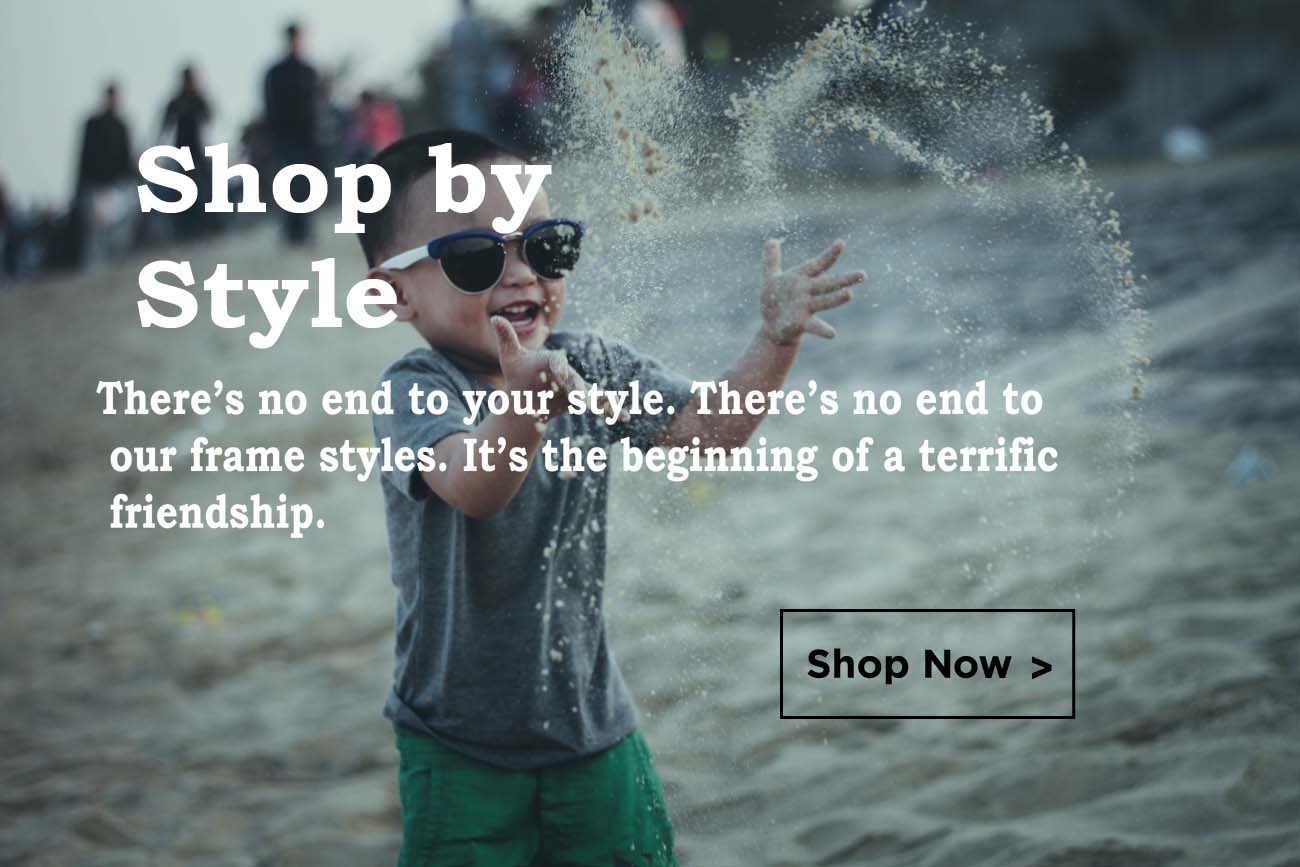 Shop by
Style
There’s no end to your style. There’s no end to
our frame styles. It’s the beginning of a terrific
friendship.
Shop Now >